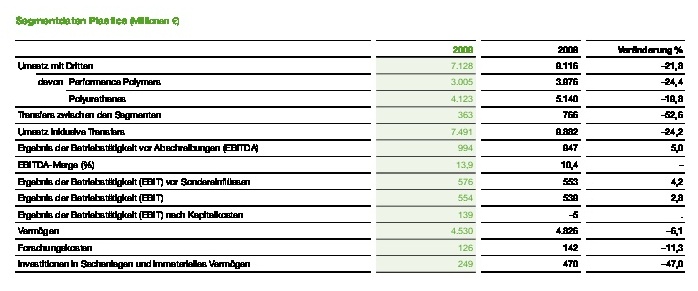 Segmentdaten Plastics (Millionen €)
2009 2008 Veränderung %
Umsatz mit Dritten 7.128 9.116 –21,8
davon Performance Polymers 3.005 3.976 –24,4
Polyurethanes 4.123 5.140 –19,8
Transfers zwischen den Segmenten 363 766 –52,6
Umsatz inklusive Transfers 7.491 9.882 –24,2
Ergebnis der Betriebstätigkeit vor Abschreibungen (EBITDA) 994 947 5,0
EBITDA-Marge (%) 13,9 10,4 –
Ergebnis der Betriebstätigkeit (EBIT) vor Sondereinflüssen 576 553 4,2
Ergebnis der Betriebstätigkeit (EBIT) 554 539 2,8
Ergebnis der Betriebstätigkeit (EBIT) nach Kapitalkosten 139 –5 .
Vermögen 4.530 4.826 –6,1
Forschungskosten 126 142 –11,3
Investitionen in Sachanlagen und immaterielles Vermögen 249 470 –47,0